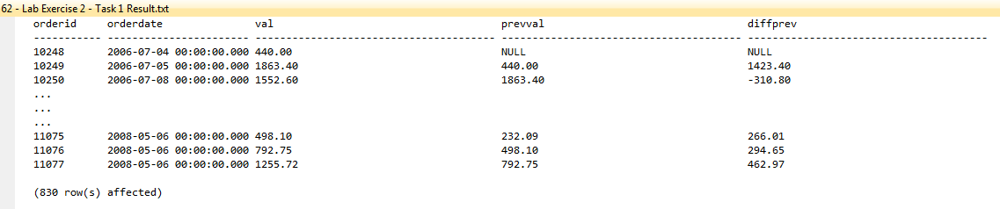 62 - Lab Exercise 2 - Task 1 Result.txt
orderid orderdate val prevval diffprev
----------- ----------------------- --------------------------------------- --------------------------------------- ---------------------------------------
10248 2006-07-04 00:00:00.000 440.00 NULL NULL
10249 2006-07-05 00:00:00.000 1863.40 440.00 1423.40
10250 2006-07-08 00:00:00.000 1552.60 1863.40 -310.80
...
...
...
11075 2008-05-06 00:00:00.000 498.10 232.09 266.01
11076 2008-05-06 00:00:00.000 792.75 498.10 294.65
11077 2008-05-06 00:00:00.000 1255.72 792.75 462.97
(830 row(s) affected)